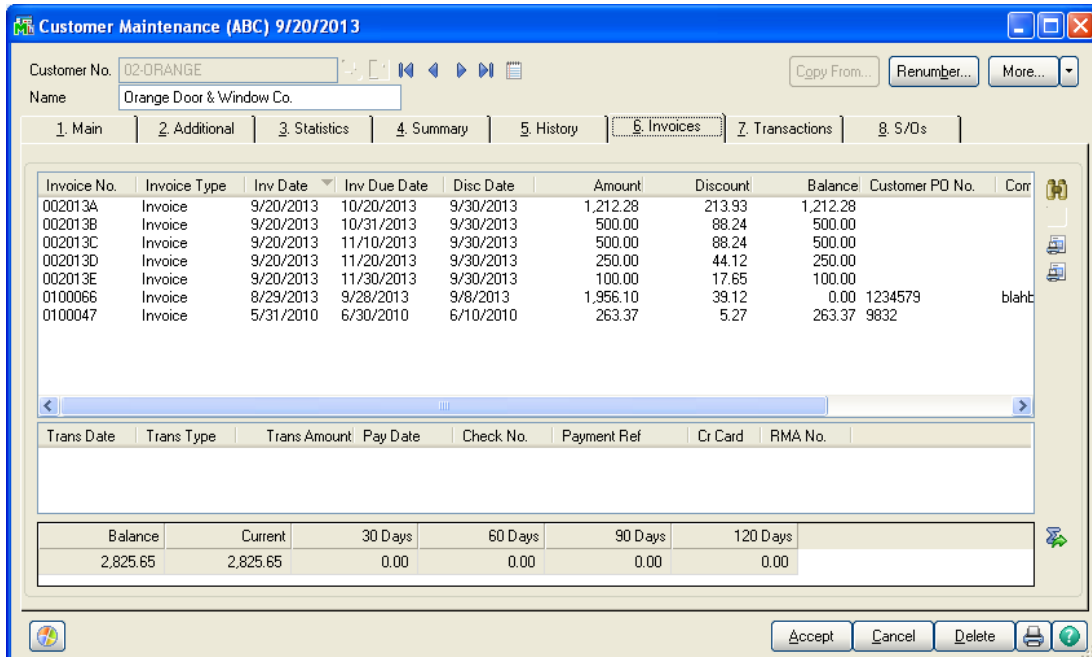 Customer Maintenance (ABC) 9/20/2013
Customer No. 02-ORANGE Copy From... Renumber... More...
Name Orange Door & Window Co.
1. Main 2. Additional 3. Statistics 4. Summary 5. History 6. Invoices 7. Transactions 8. S/Os
Invoice No. Invoice Type Inv Date Inv Due Date Disc Date Amount Discount Balance Customer PO No. Com
002013A Invoice 9/20/2013 10/20/2013 9/30/2013 1,212.28 213.93 1,212.28
002013B Invoice 9/20/2013 10/31/2013 9/30/2013 500.00 88.24 500.00
002013C Invoice 9/20/2013 11/10/2013 9/30/2013 500.00 88.24 500.00
002013D Invoice 9/20/2013 11/20/2013 9/30/2013 250.00 44.12 250.00
002013E Invoice 9/20/2013 11/30/2013 9/30/2013 100.00 17.65 100.00
0100066 Invoice 8/29/2013 9/28/2013 9/8/2013 1,956.10 39.12 0.00 1234579 blahb
0100047 Invoice 5/31/2010 6/30/2010 6/10/2010 263.37 5.27 263.37 9832
Trans Date Trans Type Trans Amount Pay Date Check No. Payment Ref Cr Card RMA No.
Balance Current 30 Days 60 Days 90 Days 120 Days
2,825.65 2,825.65 0.00 0.00 0.00 0.00
Accept Cancel Delete